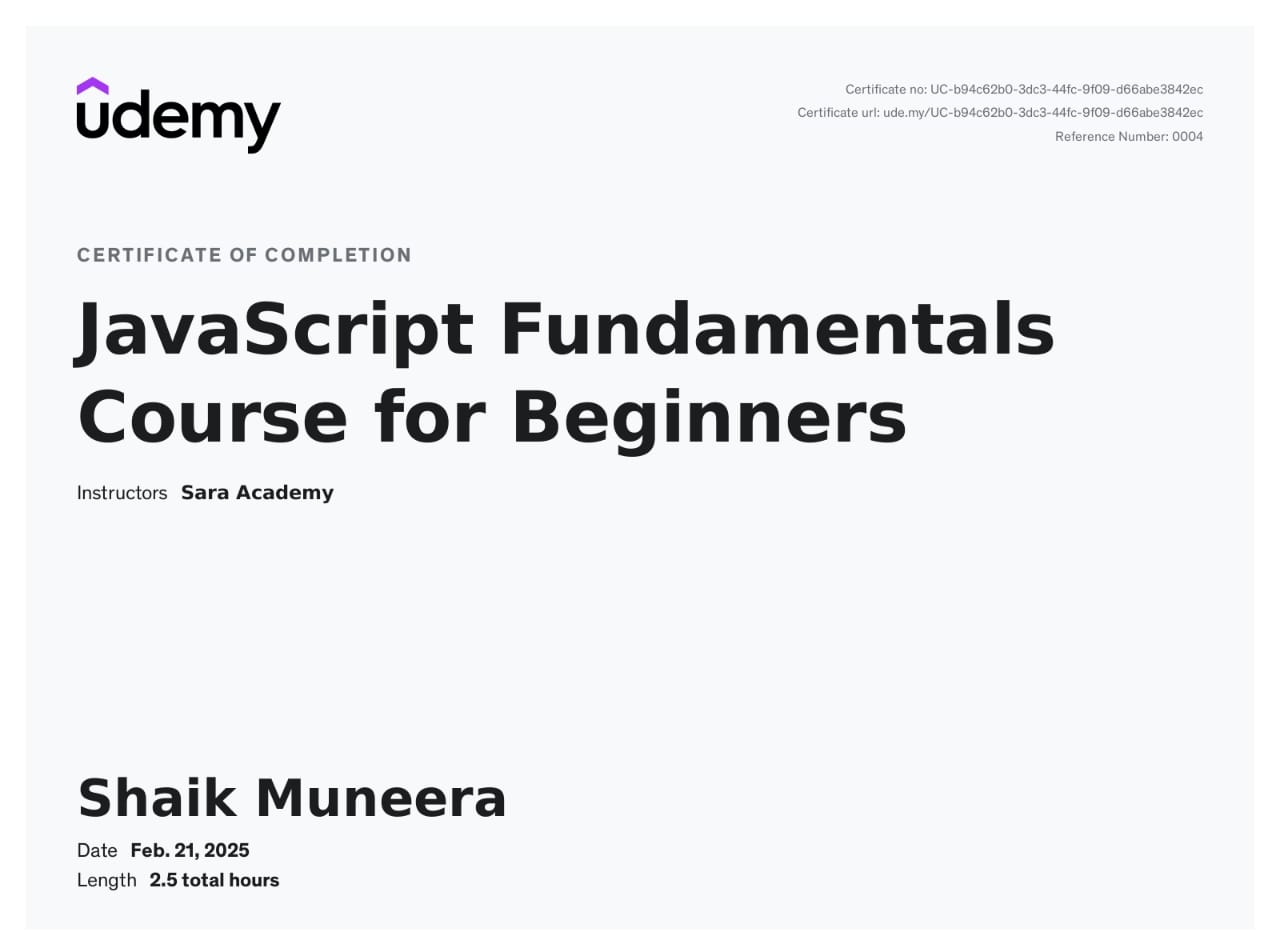 udemy
Certificate no: UC-b94c62b0-3dc3-44fc-9f09-d66abe3842ec
Certificate url: ude.my/UC-b94c62b0-3dc3-44fc-9f09-d66abe3842ec
Reference Number: 0004
CERTIFICATE OF COMPLETION
JavaScript Fundamentals
Course for Beginners
Instructors Sara Academy
Shaik Muneera
Date Feb. 21, 2025
Length 2.5 total hours